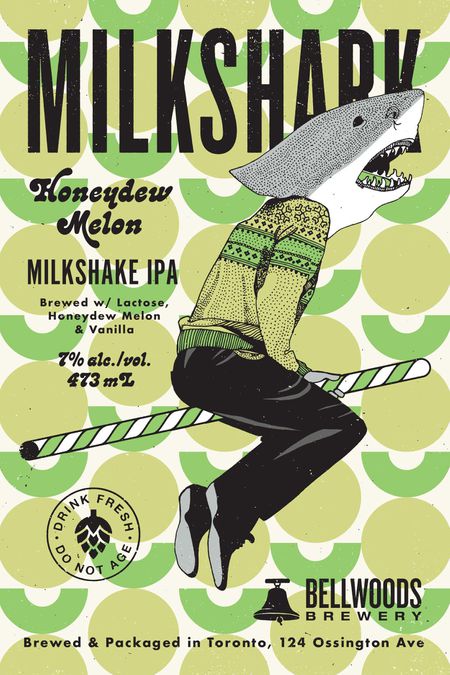 MILKSHARK
Honeydew
Melon
MILKSHAKE IPA
Brewed w/ Lactose,
Honeydew Melon
& Vanilla
7% alc./vol.
473 mL
• DRINK FRESH •
DO NOT AGE
BELLWOODS
BREWERY
Brewed & Packaged in Toronto, 124 Ossington Ave